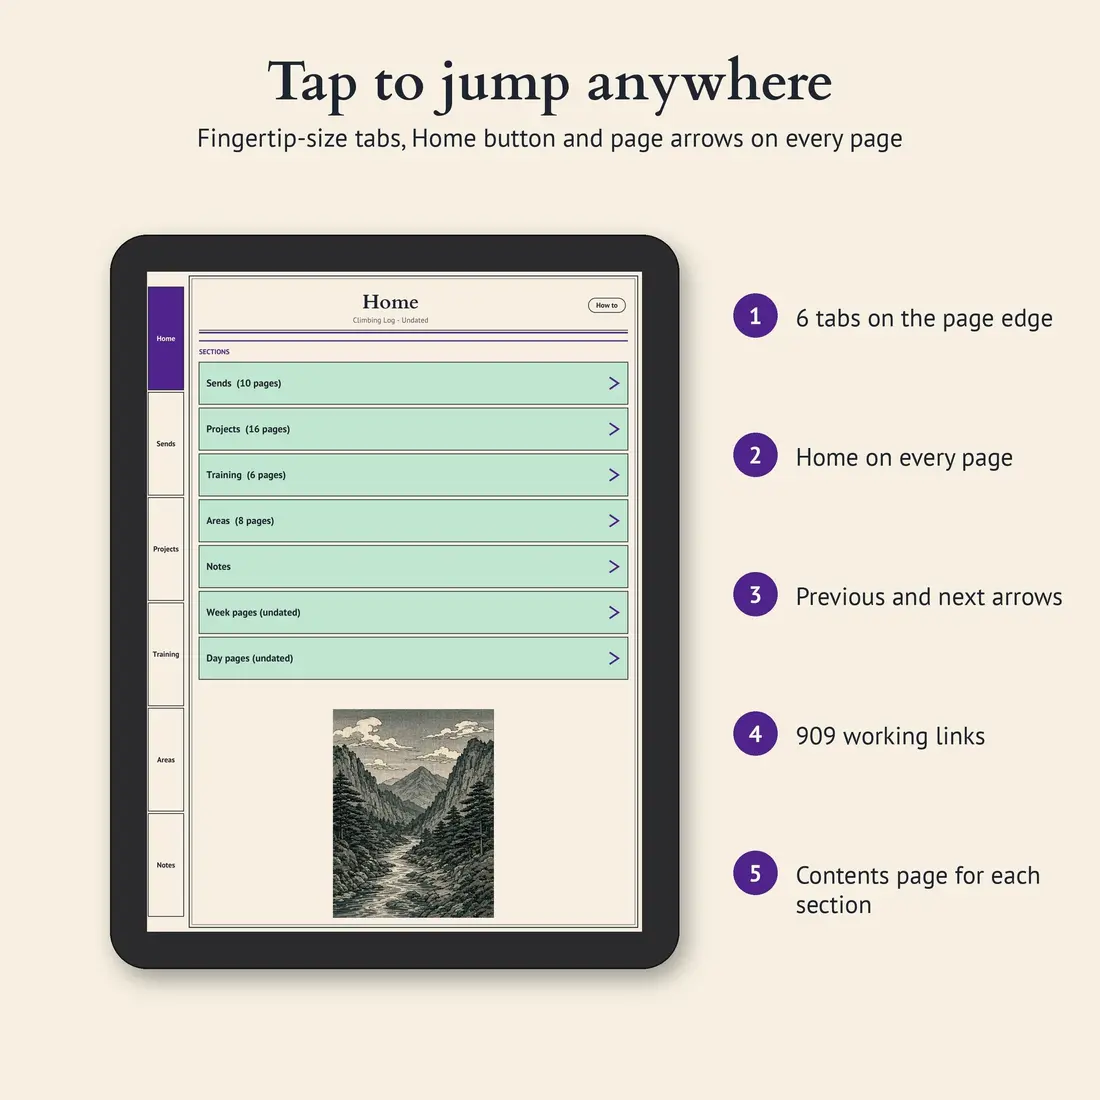 Tap to jump anywhere
Fingertip-size tabs, Home button and page arrows on every page
Home
How to
Climbing Log - Undated
SECTIONS
Sends (10 pages)
Projects (16 pages)
Training (6 pages)
Areas (8 pages)
Notes
Week pages (undated)
Day pages (undated)
Home
Sends
Projects
Training
Areas
Notes
1 6 tabs on the page edge
2 Home on every page
3 Previous and next arrows
4 909 working links
5 Contents page for each
section